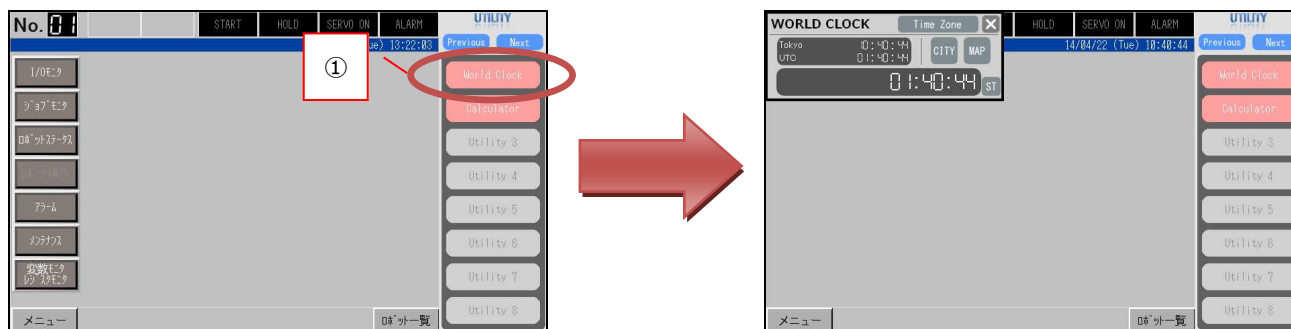 No. 01
START HOLD SERVO ON ALARM
UTILITY
ue) 13:22:03
Previous Next
①
I/Oモニタ
ジョブモニタ
ロボットステータス
アラーム
メンテナンス
変数モニタ
レジスタモニタ
World Clock
Calculator
Utility 3
Utility 4
Utility 5
Utility 6
Utility 7
Utility 8
メニュー
ロボット一覧
WORLD CLOCK Time Zone X
HOLD SERVO ON ALARM
UTILITY
14/04/22 (Tue) 10:40:44
Previous Next
Tokyo 10:40:44
UTC 01:40:44
CITY MAP
01:40:44 ST
World Clock
Calculator
Utility 3
Utility 4
Utility 5
Utility 6
Utility 7
Utility 8
メニュー
ロボット一覧